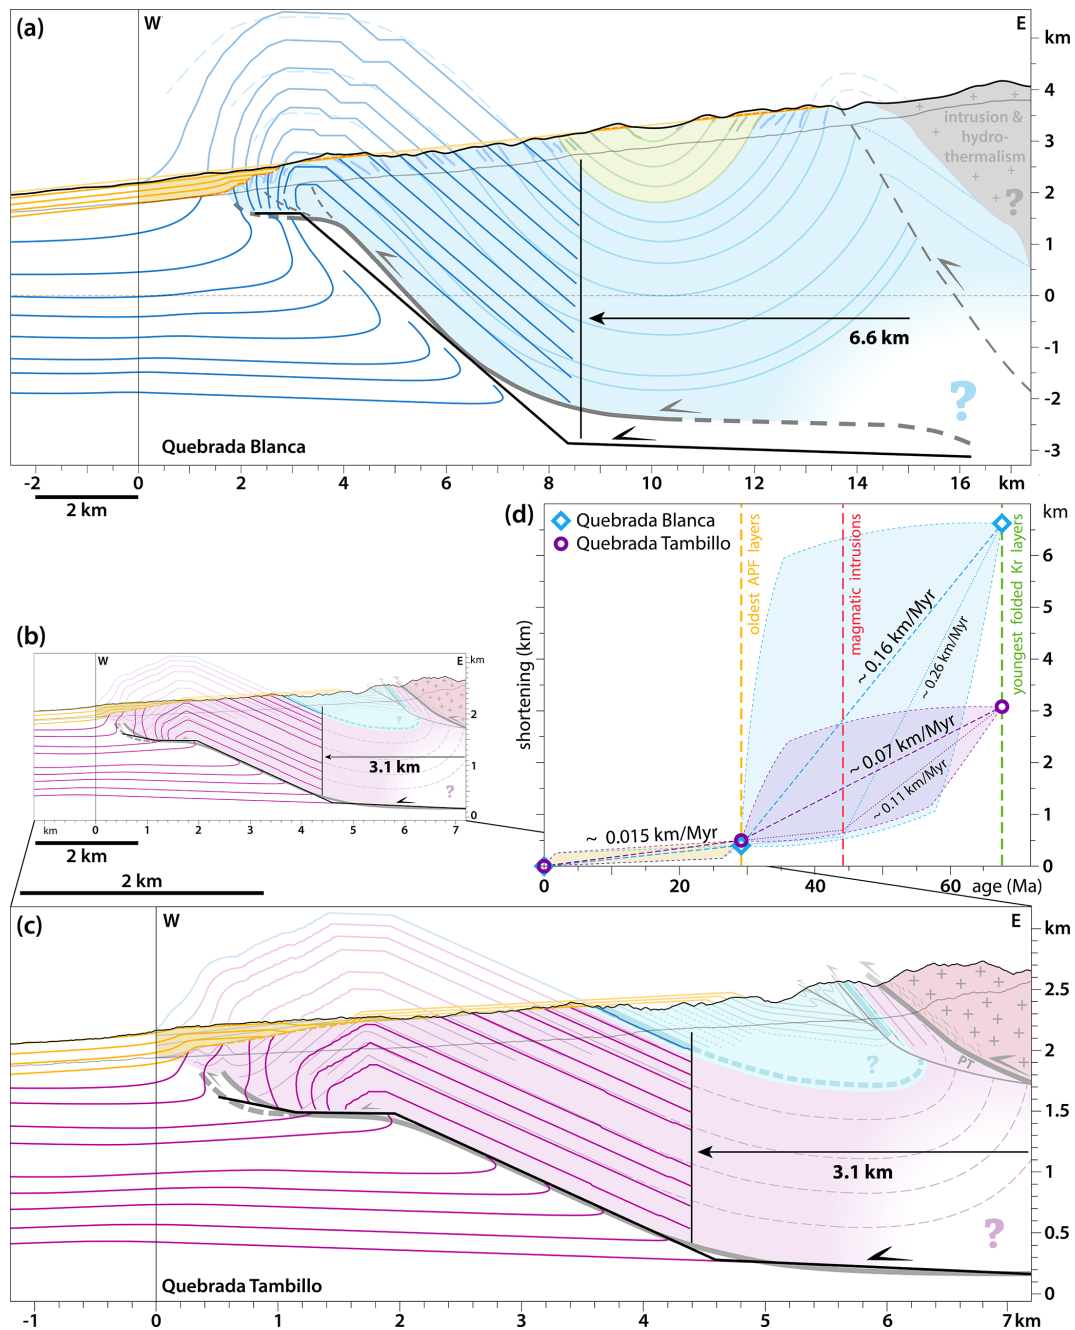 (a)
W
E
km
4
3
2
1
0
-1
-2
-3
intrusion &
hydro-
thermalism
?
6.6 km
?
Quebrada Blanca
-2
0
2
4
6
8
10
12
14
16
km
2 km
(d)
Quebrada Blanca
Quebrada Tambillo
oldest APF layers
magmatic intrusions
youngest folded Kr layers
km
6
5
4
3
2
1
0
shortening (km)
~ 0.16 km/Myr
~ 0.26 km/Myr
~ 0.07 km/Myr
~ 0.11 km/Myr
~ 0.015 km/Myr
0
20
40
60
age (Ma)
(b)
W
E
km
2
1
0
?
3.1 km
?
km
0
1
2
3
4
5
6
7
2 km
2 km
(c)
W
E
km
2.5
2
1.5
1
0.5
0
?
PT
3.1 km
?
Quebrada Tambillo
-1
0
1
2
3
4
5
6
7 km